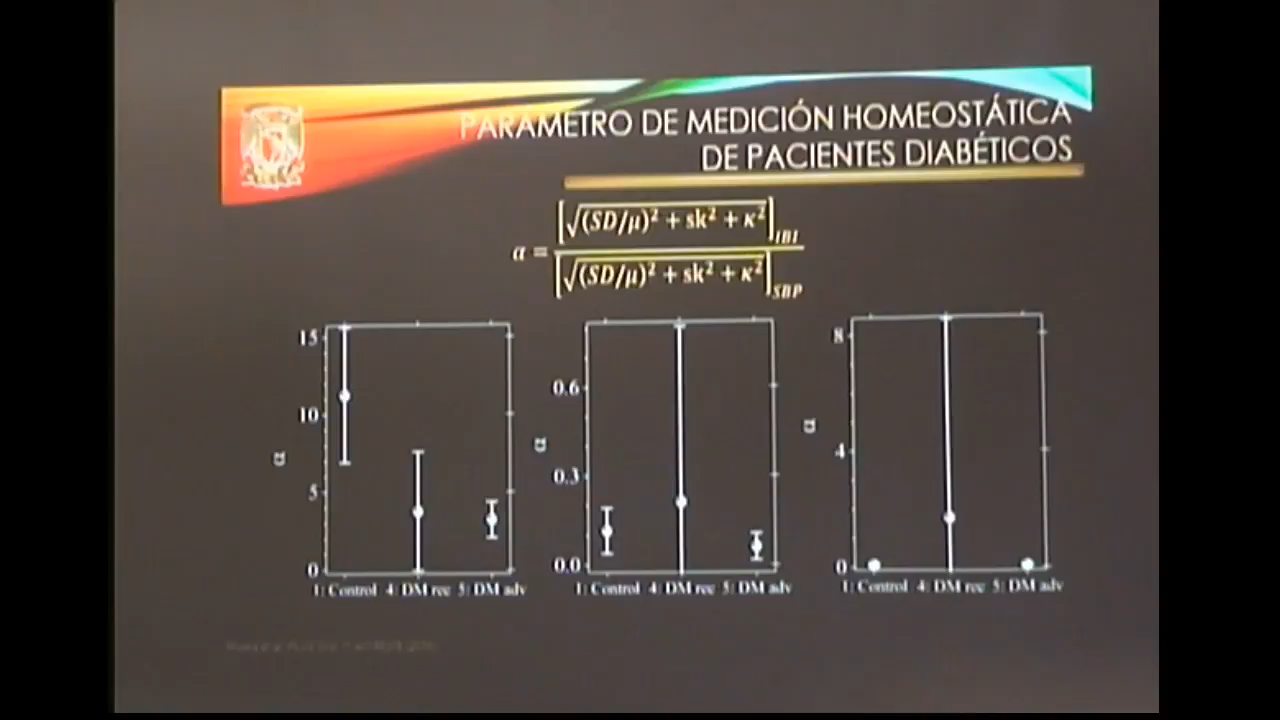 PARÁMETRO DE MEDICIÓN HOMEOSTÁTICA
DE PACIENTES DIABÉTICOS
α = [√(SD/μ)² + sk² + κ²]IBI / [√(SD/μ)² + sk² + κ²]SBP
15
10
5
0
α
1: Control 4: DM rec 5: DM adv
0.6
0.3
0.0
α
1: Control 4: DM rec 5: DM adv
8
4
0
α
1: Control 4: DM rec 5: DM adv